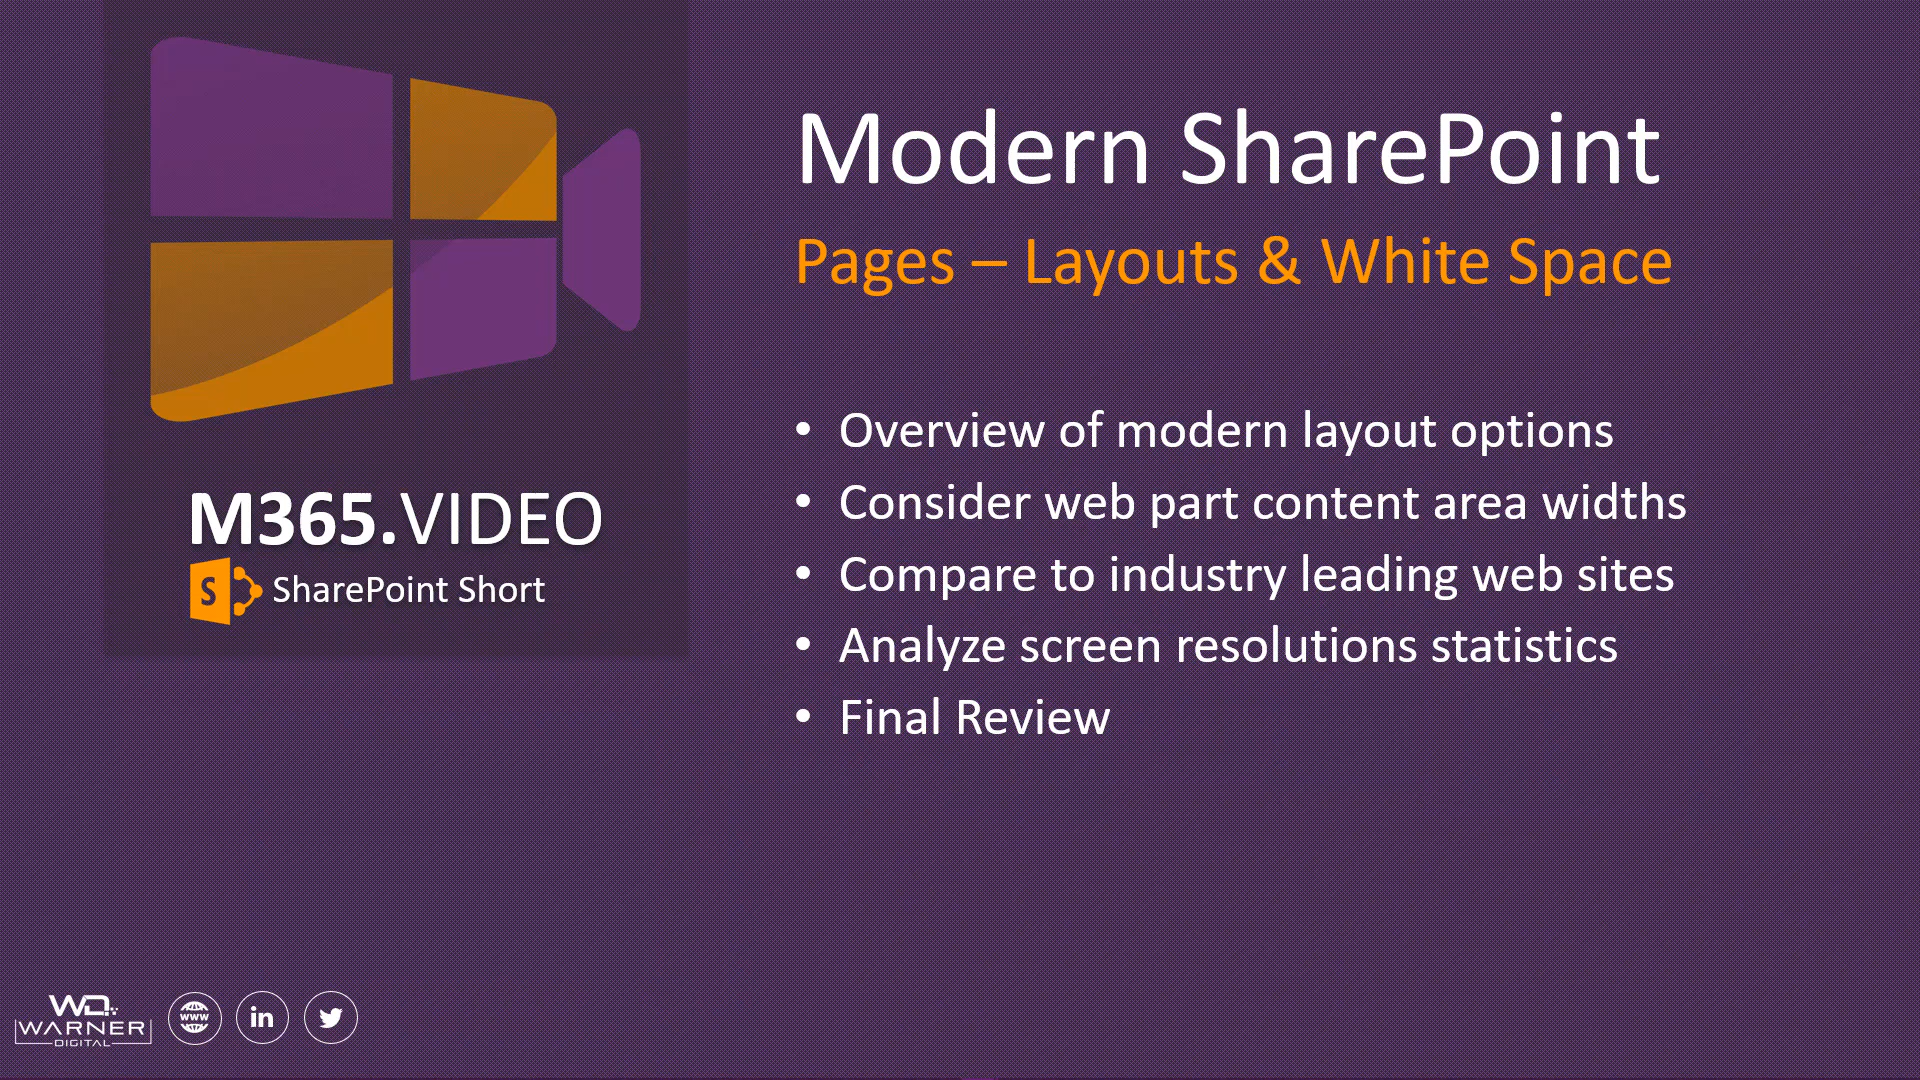 Modern SharePoint
Pages – Layouts & White Space
• Overview of modern layout options
• Consider web part content area widths
• Compare to industry leading web sites
• Analyze screen resolutions statistics
• Final Review
M365.VIDEO
S
SharePoint Short
WD
WARNER
DIGITAL
WWW
in